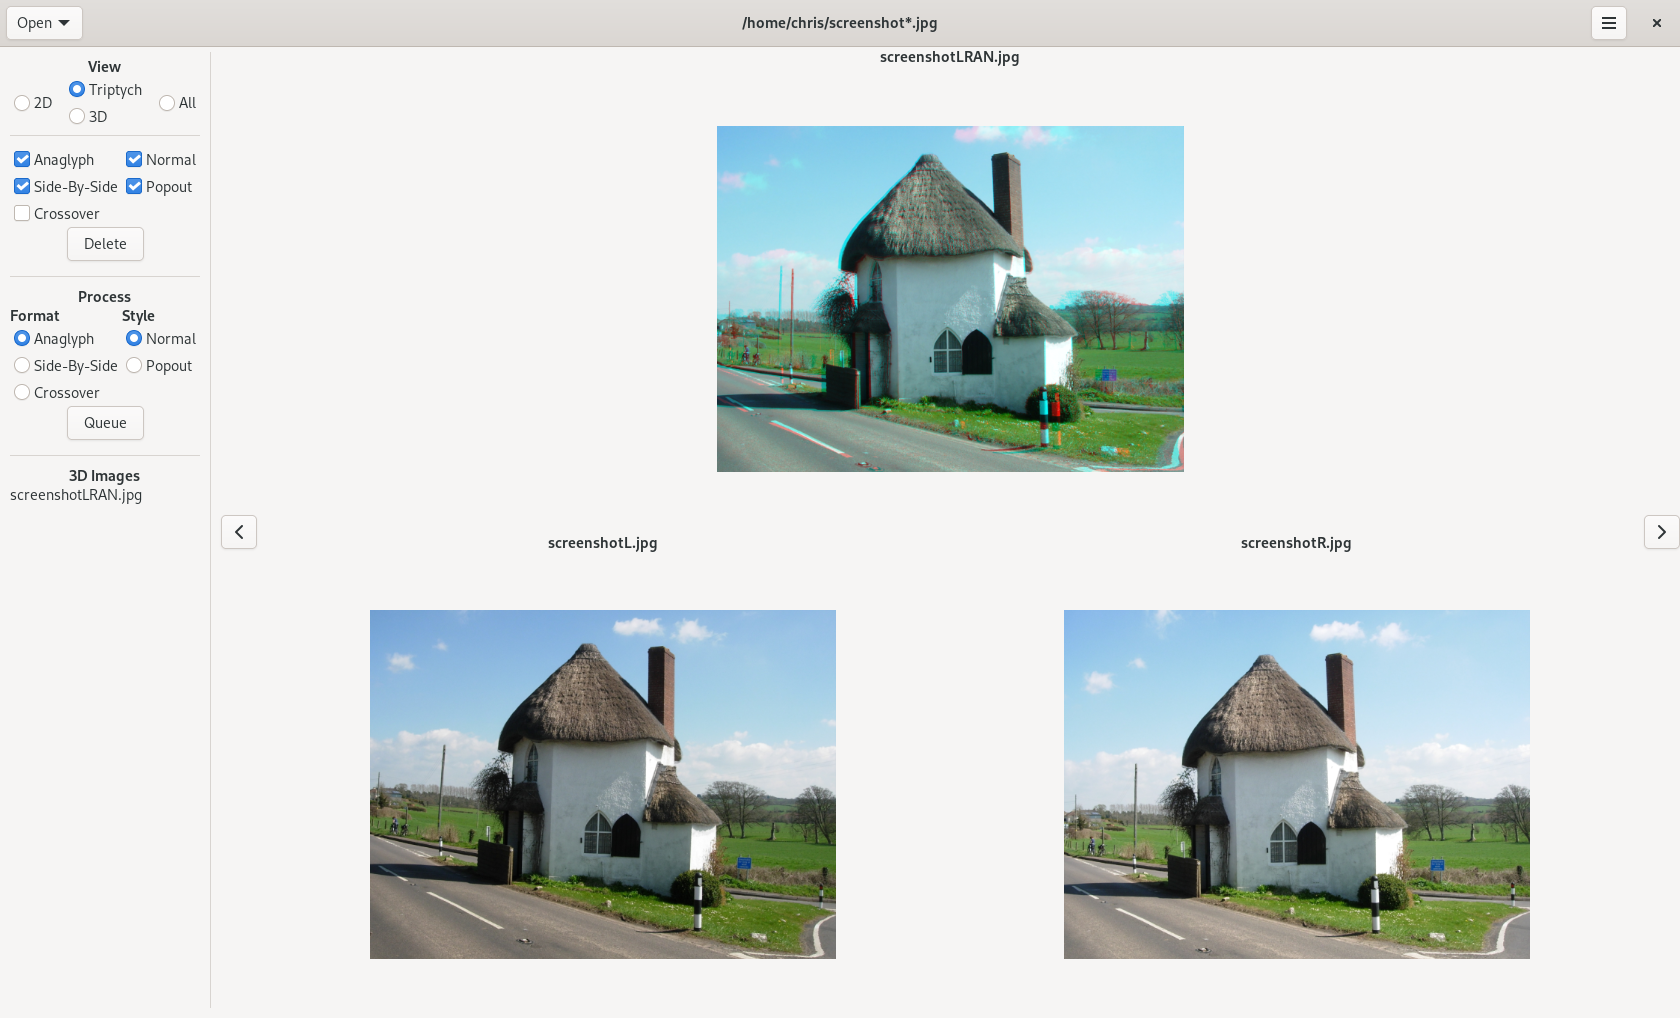 Open
/home/chris/screenshot*.jpg
View
2D
Triptych
3D
All
Anaglyph
Normal
Side-By-Side
Popout
Crossover
Delete
Process
Format
Style
Anaglyph
Normal
Side-By-Side
Popout
Crossover
Queue
3D Images
screenshotLRAN.jpg
screenshotLRAN.jpg
screenshotL.jpg
screenshotR.jpg